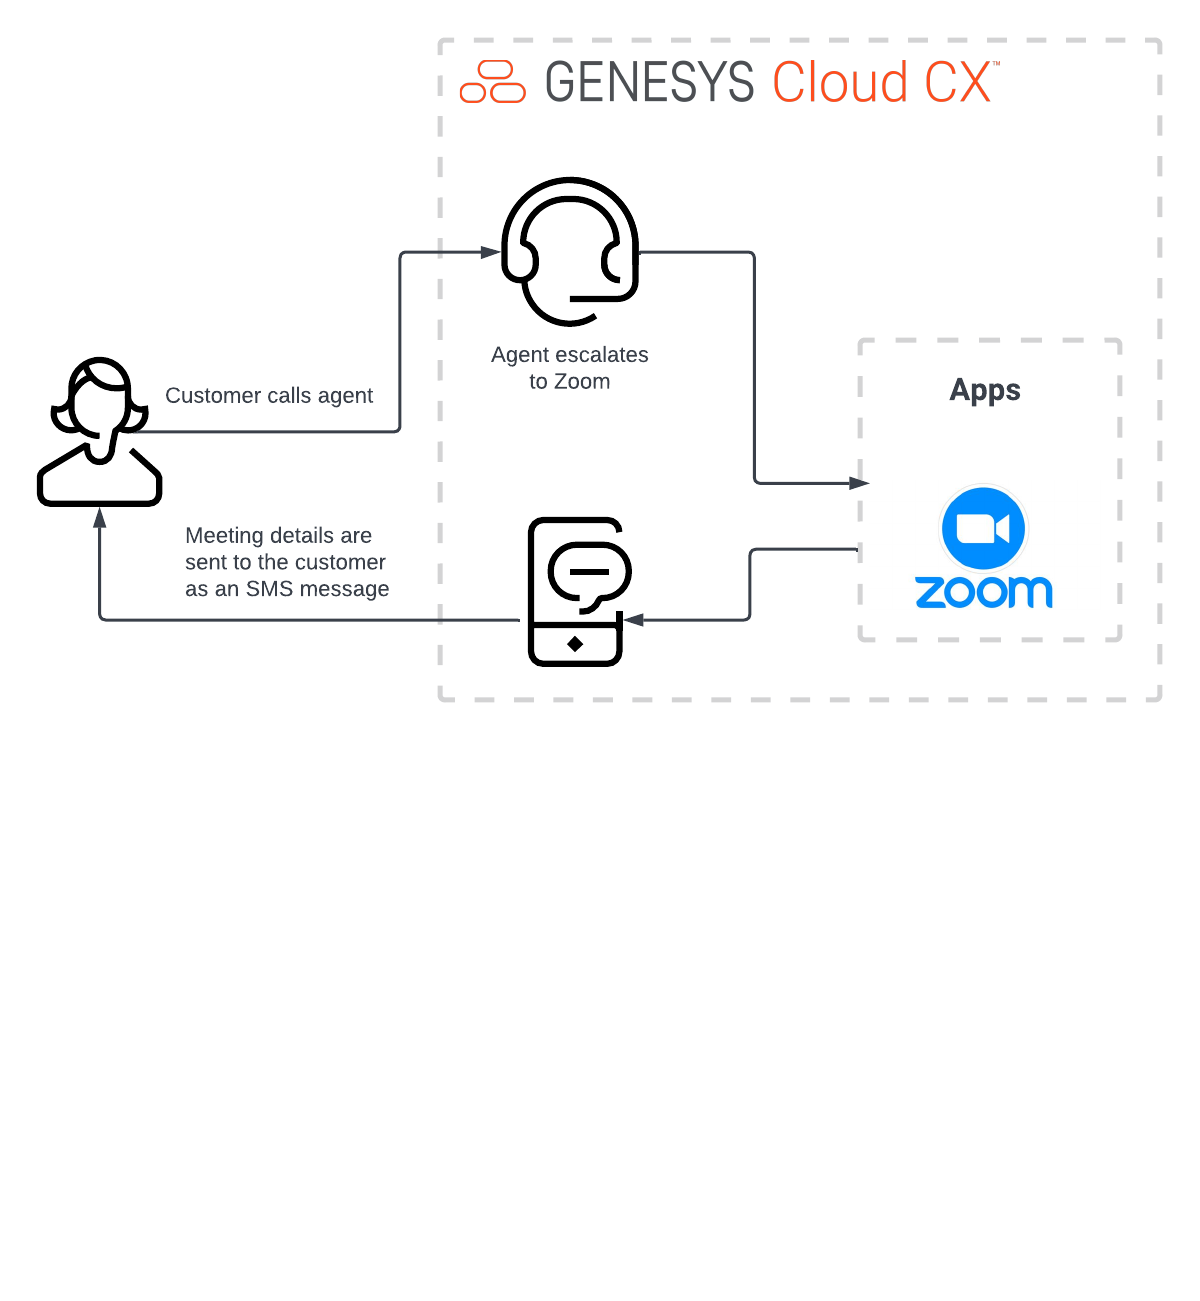 GENESYS Cloud CX™
Agent escalates
to Zoom
Customer calls agent
Apps
zoom
Meeting details are
sent to the customer
as an SMS message